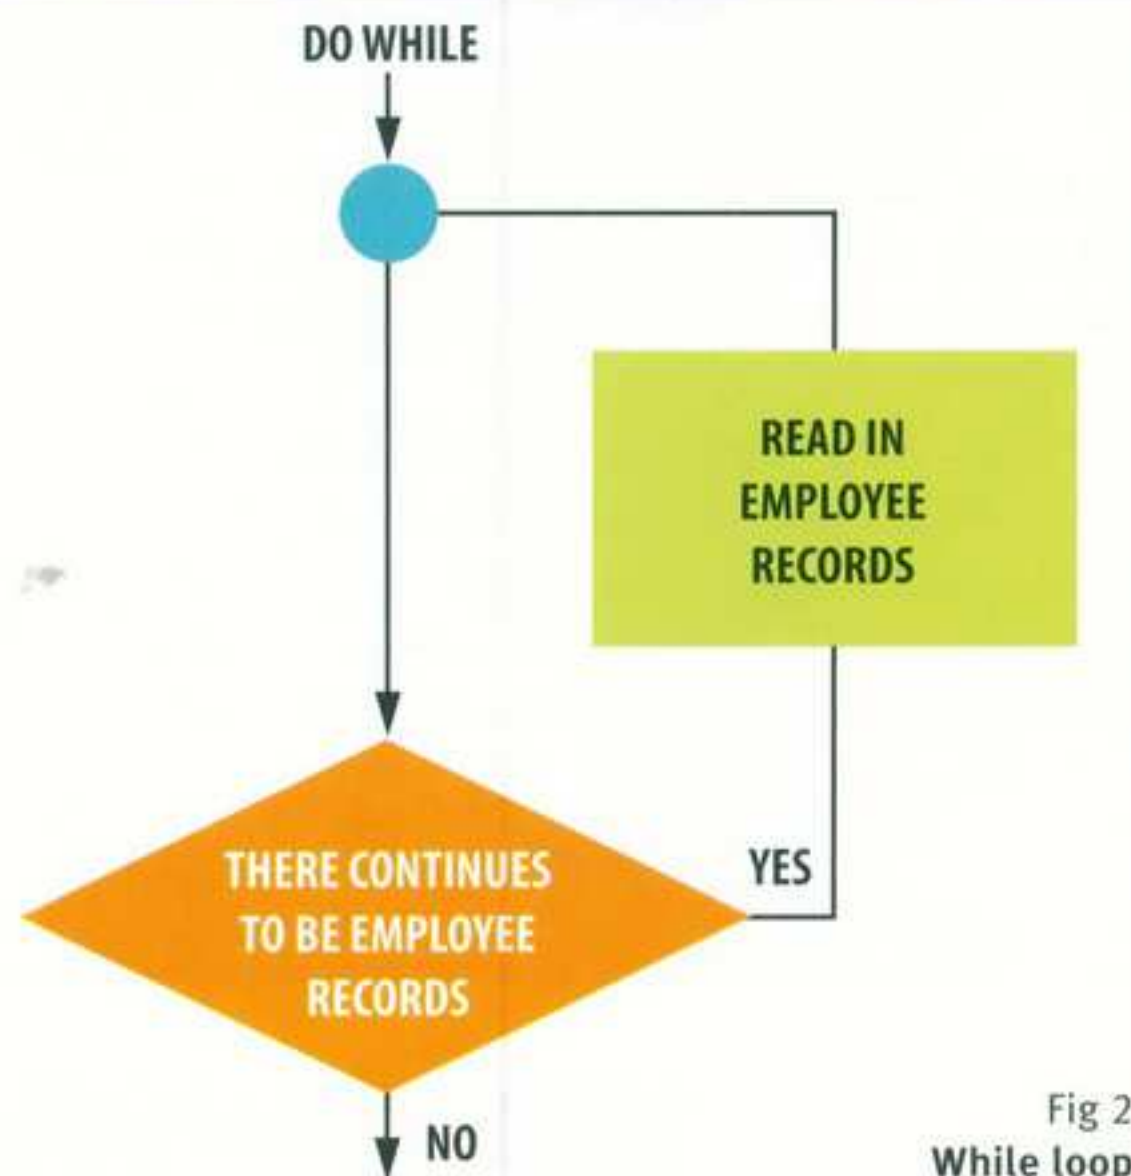 DO WHILE
READ IN
EMPLOYEE
RECORDS
YES
THERE CONTINUES
TO BE EMPLOYEE
RECORDS
NO
Fig 2
While loop